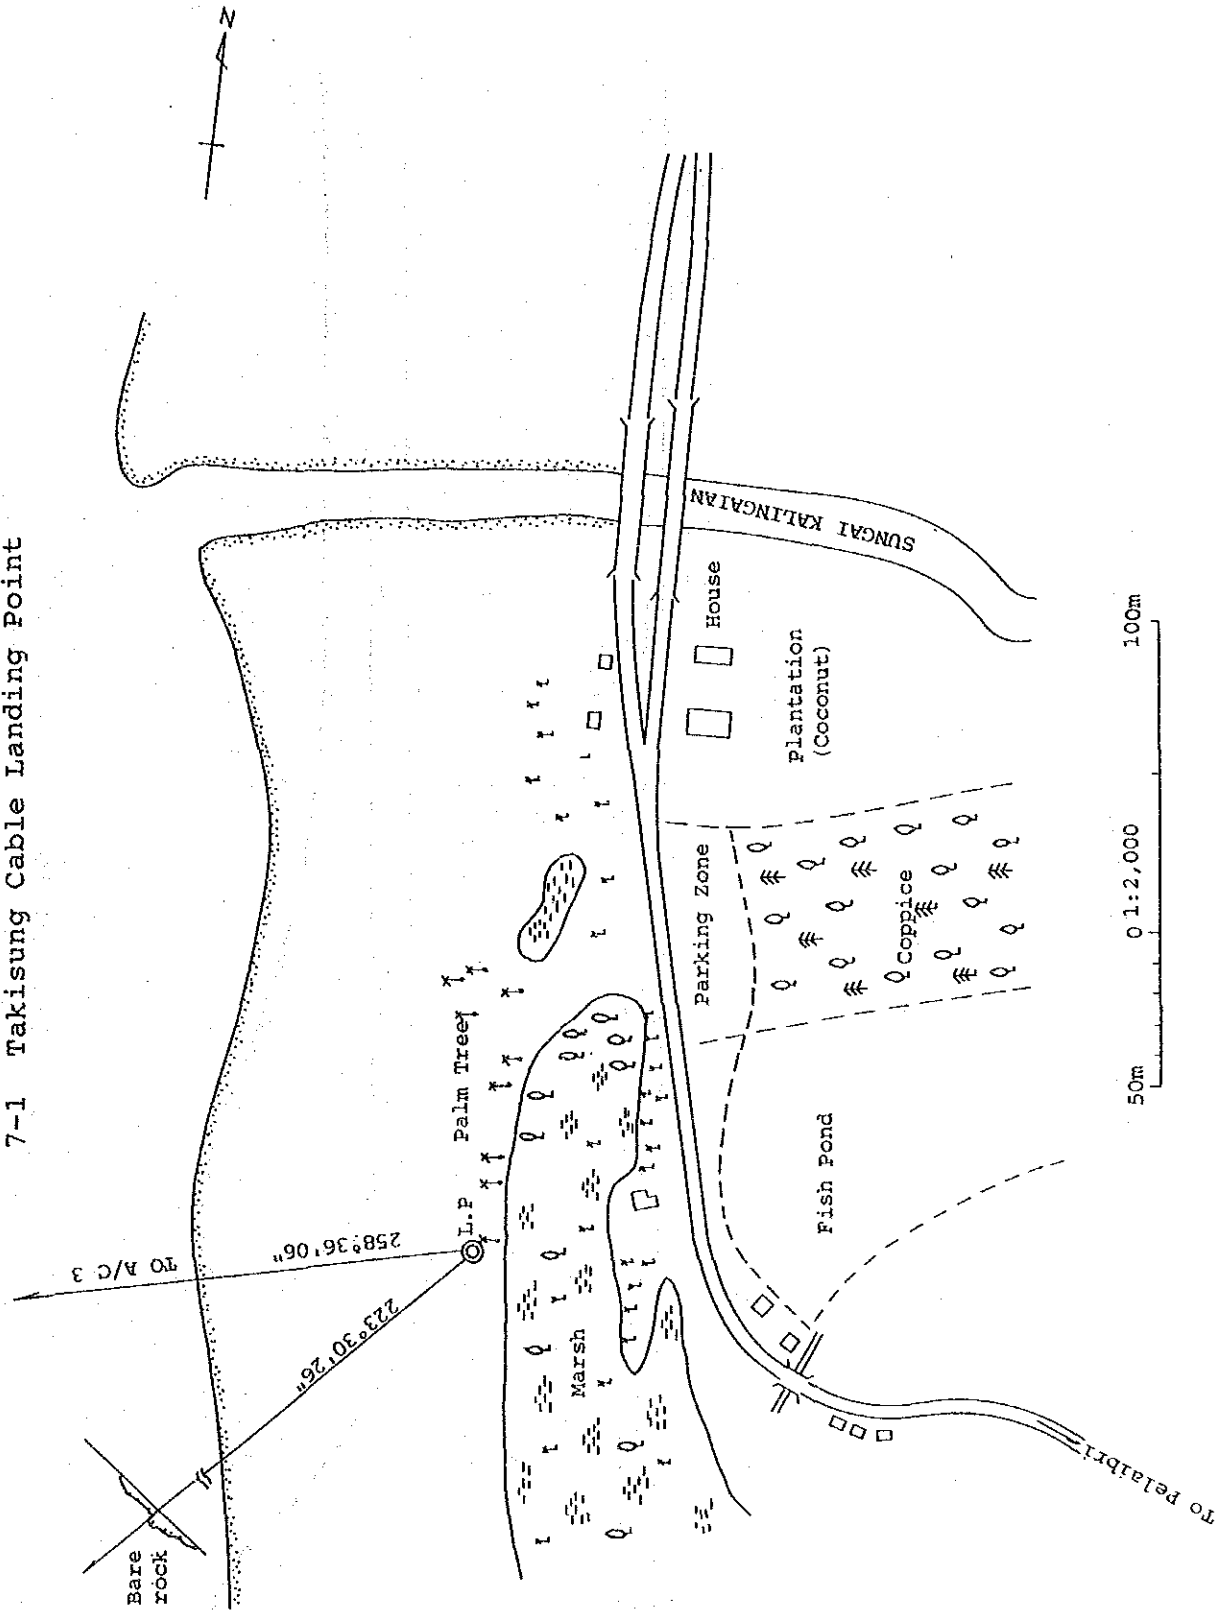 7-1 Takisung Cable Landing Point
N
TO A/C 3
258°36'06"
223°30'26"
Bare
rock
L.P
Palm Tree
Marsh
SUNGAI KALINGAIAN
House
Plantation
(Coconut)
Parking Zone
Coppice
Fish Pond
To Pelaibri
50m
0
1:2,000
100m